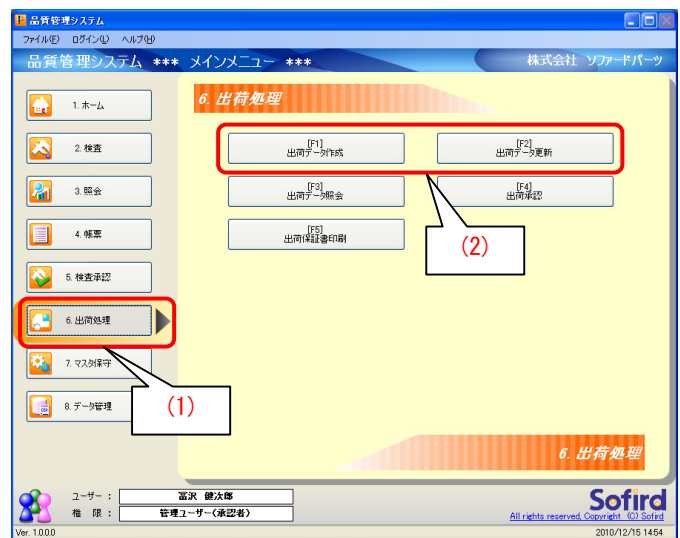 品質管理システム
ファイル(F) ログイン(L) ヘルプ(H)
品質管理システム *** メインメニュー ***
株式会社 ソファードパーツ
1. ホーム
2. 検査
3. 照会
4. 帳票
5. 検査承認
6. 出荷処理
7. マスタ保守
8. データ管理
(1)
6. 出荷処理
[F1]
出荷データ作成
[F2]
出荷データ更新
[F3]
出荷データ照会
[F4]
出荷承認
[F5]
出荷保証書印刷
(2)
6. 出荷処理
ユーザー : 冨沢 健次郎
権 限 : 管理ユーザー(承認者)
Sofird
All rights reserved, Copyright (C) Sofird
Ver. 1.0.0.0
2010/12/15 14:54